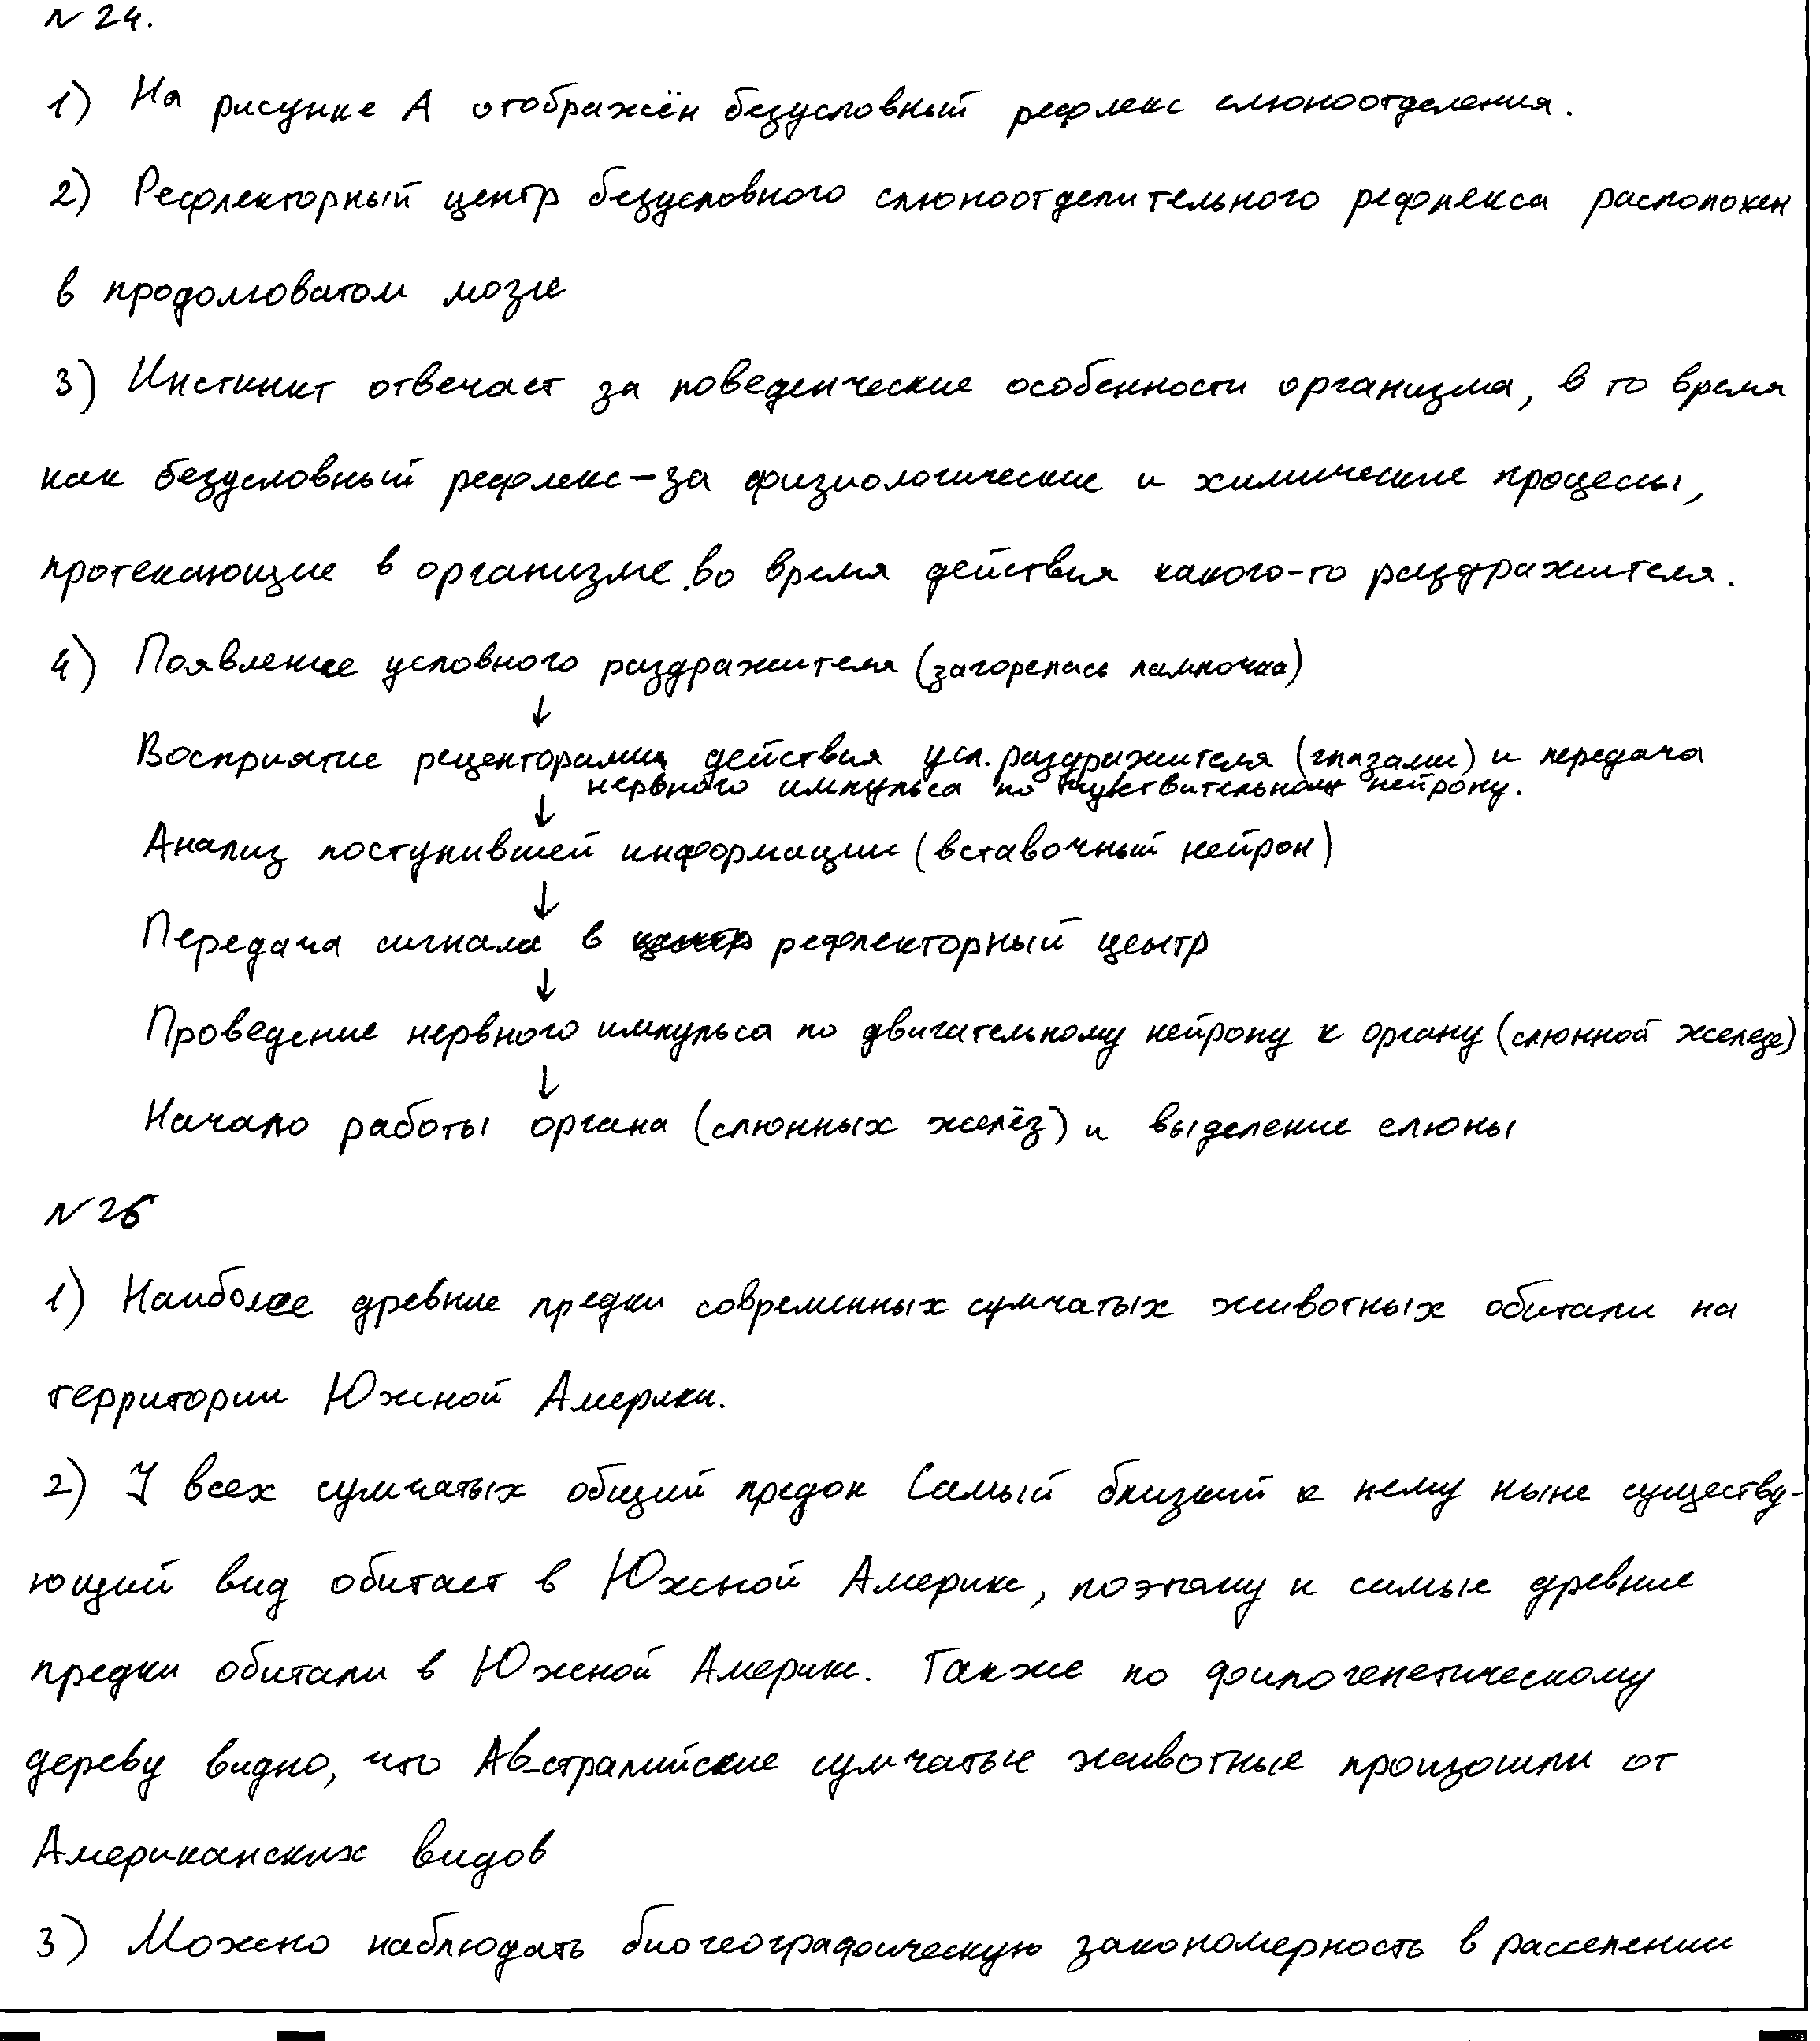 №24.
1) На рисунке А отображён безусловный рефлекс слюноотделения.
2) Рефлекторный центр безусловного слюноотделительного рефлекса расположен
в продолговатом мозге
3) Инстинкт отвечает за поведенческие особенности организма, в то время
как безусловный рефлекс – за физиологические и химические процессы,
протекающие в организме во время действия какого-то раздражителя.
4) Появление условного раздражителя (загорелась лампочка)
↓
Восприятие рецепторами действия усл. раздражителя (глазами) и передача
нервного импульса по чувствительному нейрону.
↓
Анализ поступившей информации (вставочный нейрон)
↓
Передача сигнала в рефлекторный центр
↓
Проведение нервного импульса по двигательному нейрону к органу (слюнной железе)
↓
Начало работы органа (слюнных желёз) и выделение слюны
№26
1) Наиболее древние предки современных сумчатых животных обитали на
территории Южной Америки.
2) У всех сумчатых общий предок Самый близкий к нему ныне существу-
ющий вид обитает в Южной Америке, поэтому и самые древние
предки обитали в Южной Америке. Также по филогенетическому
дереву видно, что Австралийские сумчатые животные произошли от
Американских видов
3) Можно наблюдать биогеографическую закономерность в расселении